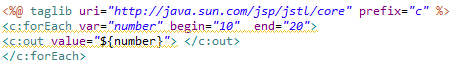 <%@ taglib uri="http://java.sun.com/jsp/jstl/core" prefix="c" %>
<c:forEach var="number" begin="10"  end="20">
<c:out value="${number}"> </c:out>
</c:forEach>